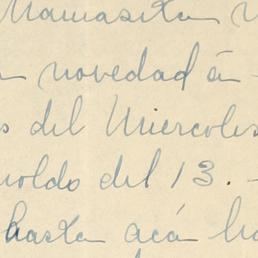 Mamasita
novedad á
del Miercoles
del 13. -
hasta acá